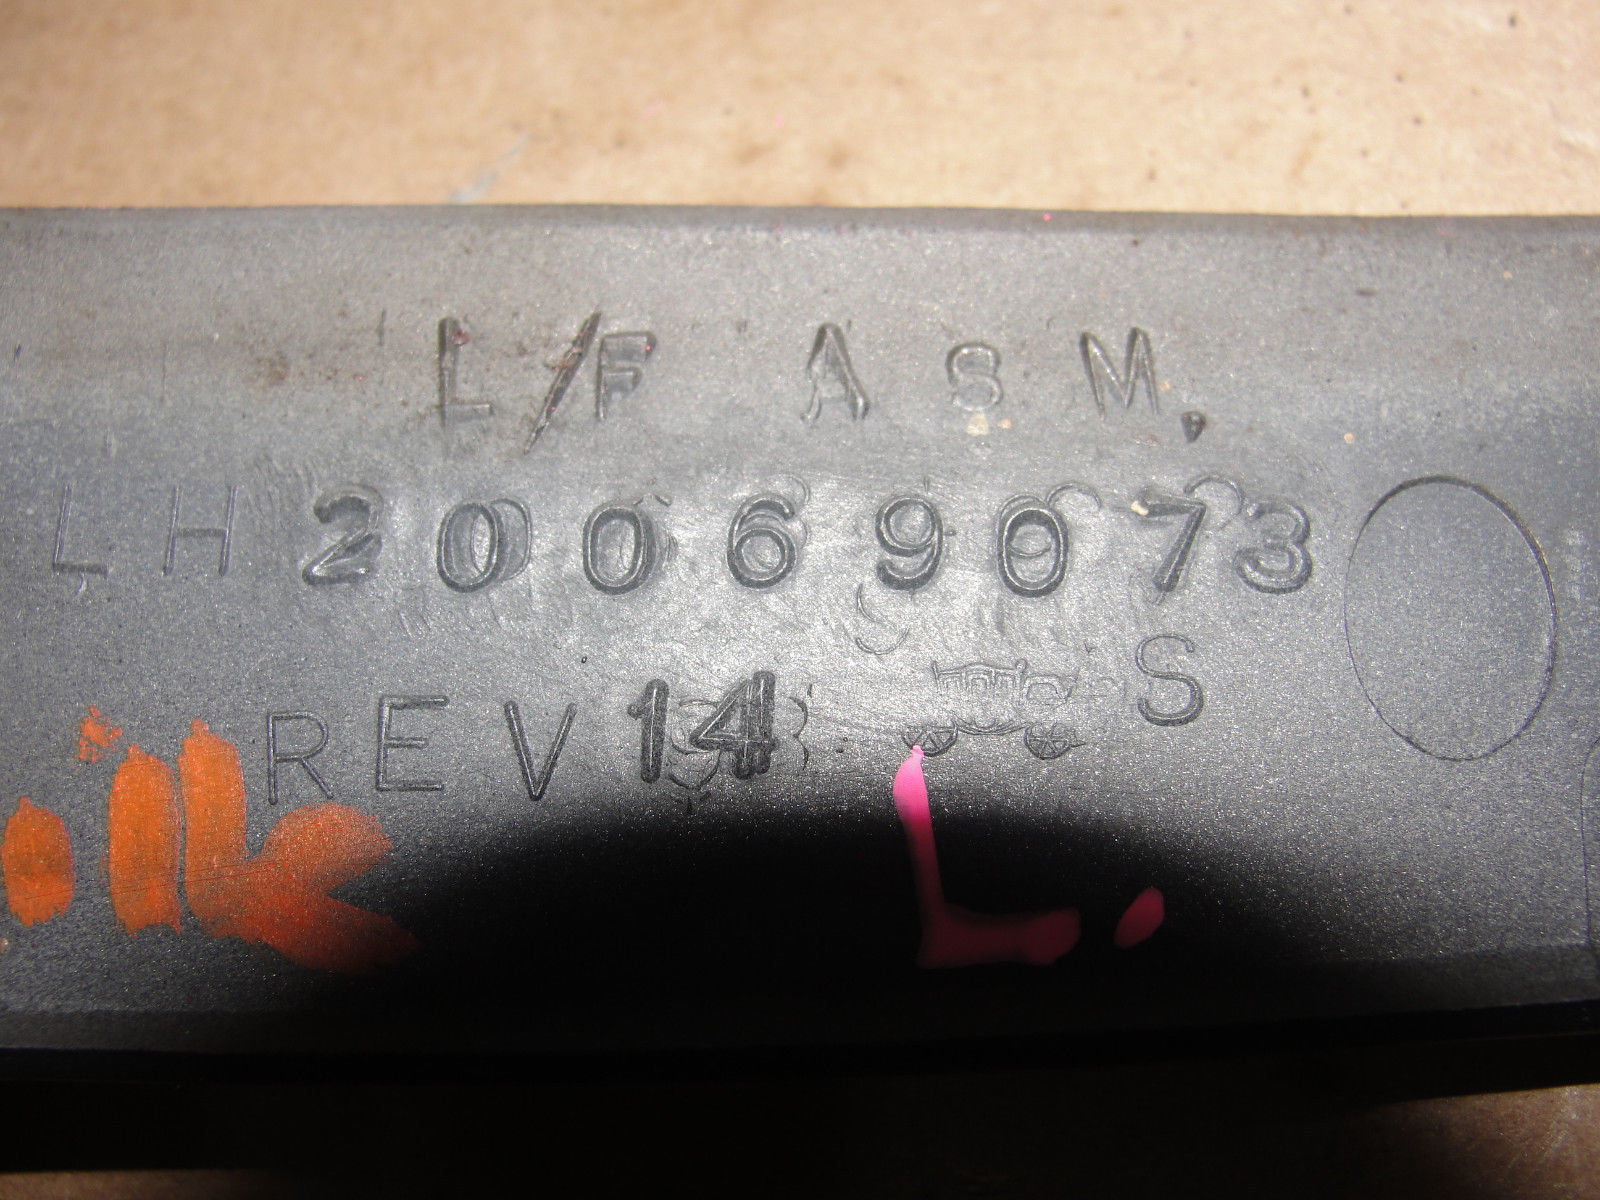 L/F ASM.
LH 20069073
REV 14 S
L.